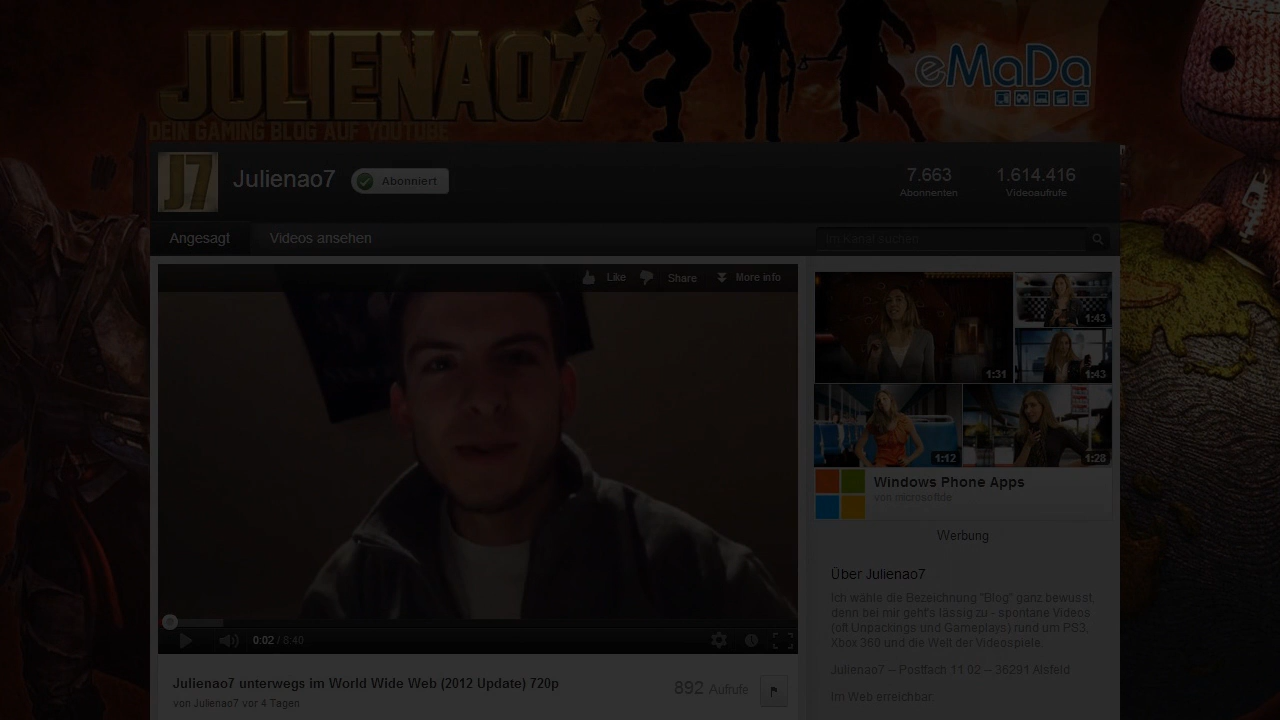 JULIENAO7
DEIN GAMING BLOG AUF YOUTUBE
eMaDa
J7
Julienao7
Abonniert
7.663
Abonnenten
1.614.416
Videoaufrufe
Angesagt
Videos ansehen
Im Kanal suchen
Like
Share
More info
1:31
1:43
1:43
1:12
1:28
Windows Phone Apps
von microsoftde
Werbung
0:02 / 6:40
Julienao7 unterwegs im World Wide Web (2012 Update) 720p
von Julienao7 vor 4 Tagen
892 Aufrufe
Über Julienao7
Ich wähle die Bezeichnung "Blog" ganz bewusst,
denn bei mir geht's lässig zu - spontane Videos
(oft Unpackings und Gameplays) rund um PS3,
Xbox 360 und die Welt der Videospiele.
Julienao7 -- Postfach 11 02 -- 36291 Alsfeld
Im Web erreichbar: